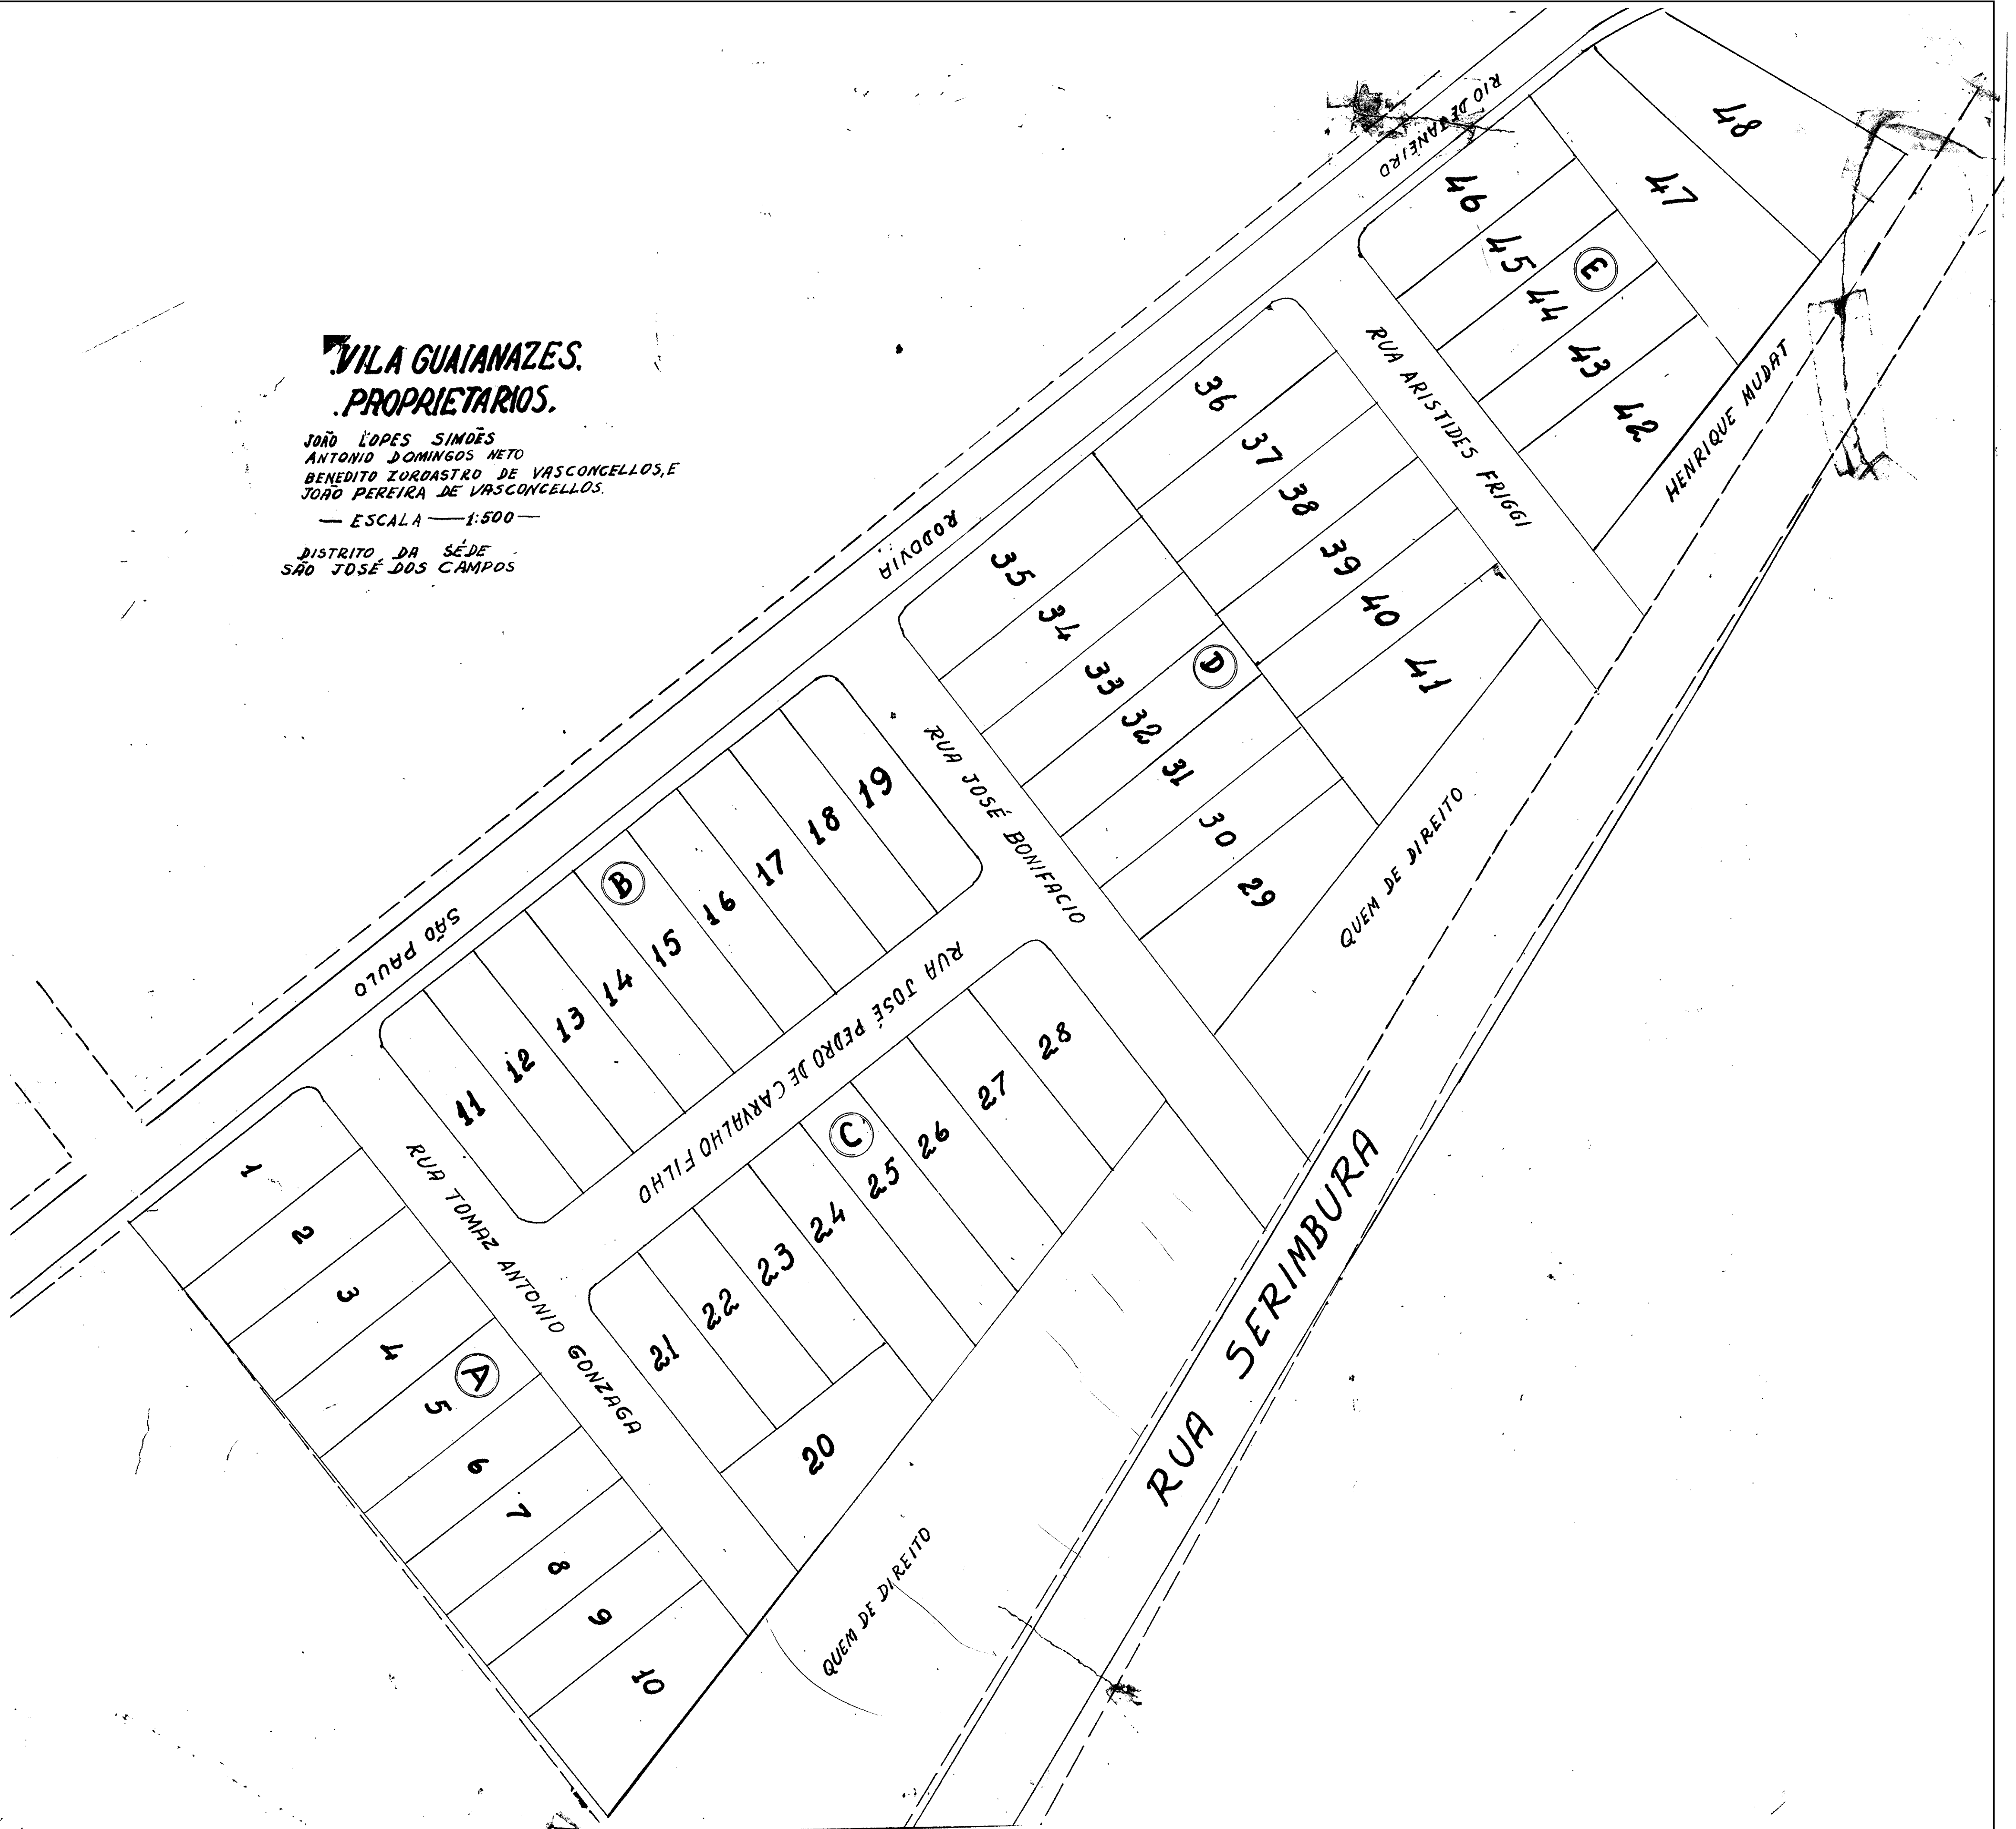 VILA GUAIANAZES.
.PROPRIETARIOS.
JOÃO LOPES SIMÕES
ANTONIO DOMINGOS NETO
BENEDITO ZOROASTRO DE VASCONCELLOS, E
JOÃO PEREIRA DE VASCONCELLOS.
— ESCALA — 1:500 —
DISTRITO DA SÉDE
SÃO JOSÉ DOS CAMPOS
RIO DE JANEIRO
RODOVIA
SÃO PAULO
48
47
46
45
E
44
43
42
HENRIQUE MUDAT
RUA ARISTIDES FRIGGI
36
37
38
39
40
41
35
34
33
D
32
31
30
29
QUEM DE DIREITO
RUA JOSÉ BONIFACIO
19
18
17
16
B
15
14
13
12
11
RUA JOSÉ PEDRO DE CARVALHO FILHO
28
27
26
C
25
24
23
22
21
20
RUA TOMAZ ANTONIO GONZAGA
1
2
3
4
A
5
6
7
8
9
10
QUEM DE DIREITO
RUA SERIMBURA